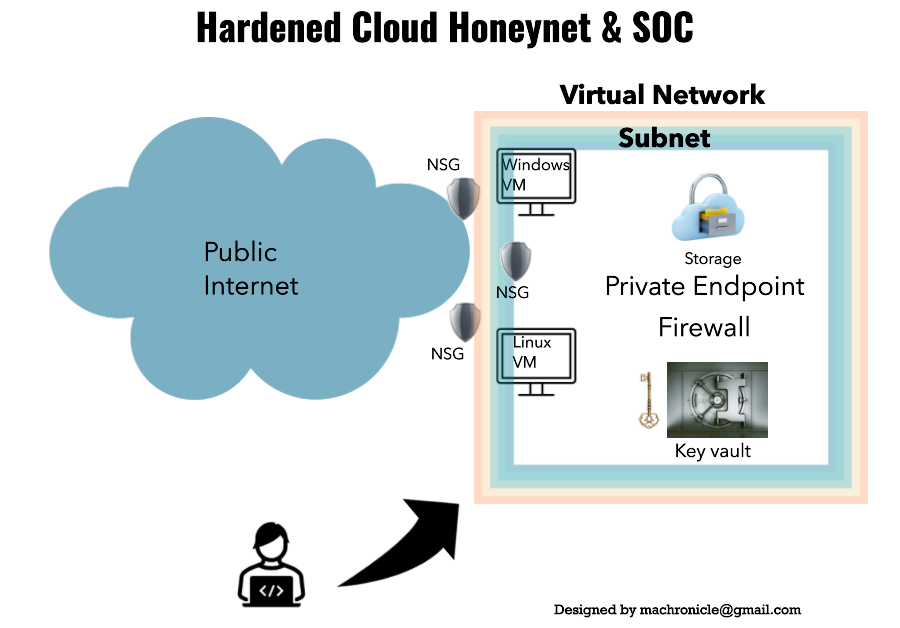 Hardened Cloud Honeynet & SOC
Virtual Network
Subnet
NSG
Windows
VM
Public
Internet
Storage
NSG
Private Endpoint
Firewall
NSG
Linux
VM
</>
Key vault
Designed by machronicle@gmail.com